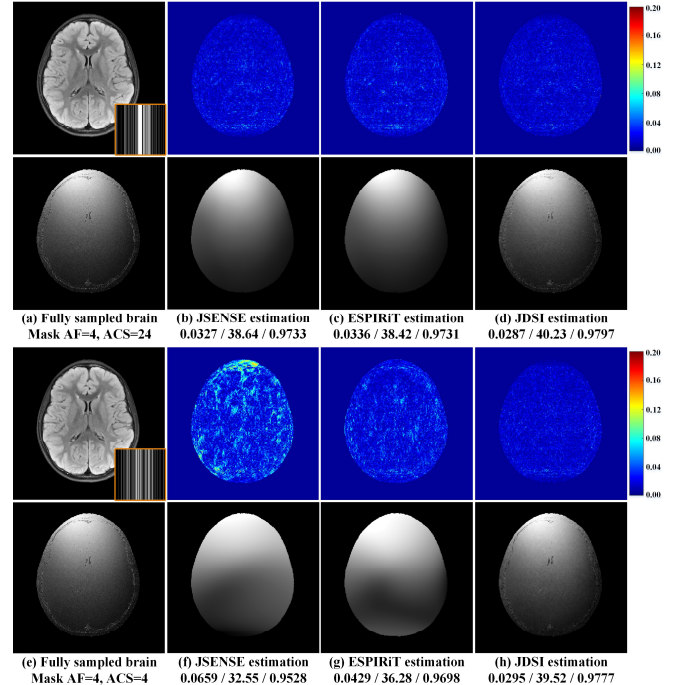 0.20
0.16
0.12
0.08
0.04
0.00
(a) Fully sampled brain
Mask AF=4, ACS=24
(b) JSENSE estimation
0.0327 / 38.64 / 0.9733
(c) ESPIRiT estimation
0.0336 / 38.42 / 0.9731
(d) JDSI estimation
0.0287 / 40.23 / 0.9797
0.20
0.16
0.12
0.08
0.04
0.00
(e) Fully sampled brain
Mask AF=4, ACS=4
(f) JSENSE estimation
0.0659 / 32.55 / 0.9528
(g) ESPIRiT estimation
0.0429 / 36.28 / 0.9698
(h) JDSI estimation
0.0295 / 39.52 / 0.9777